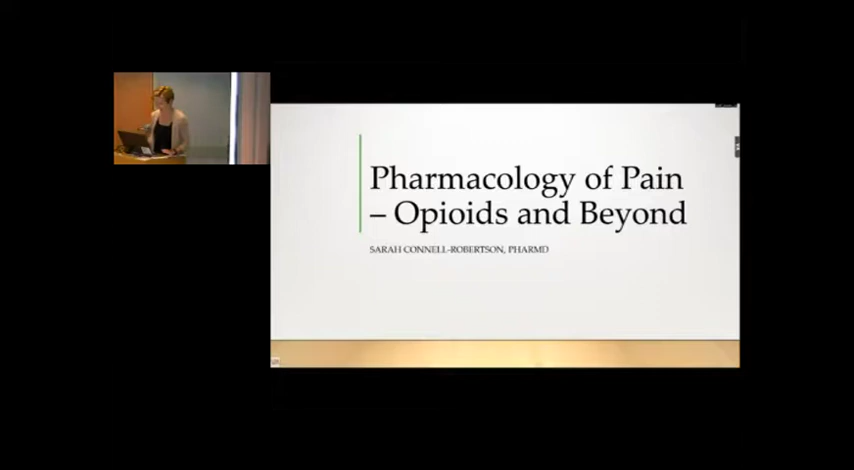 Pharmacology of Pain
– Opioids and Beyond
SARAH CONNELL-ROBERTSON, PHARMD